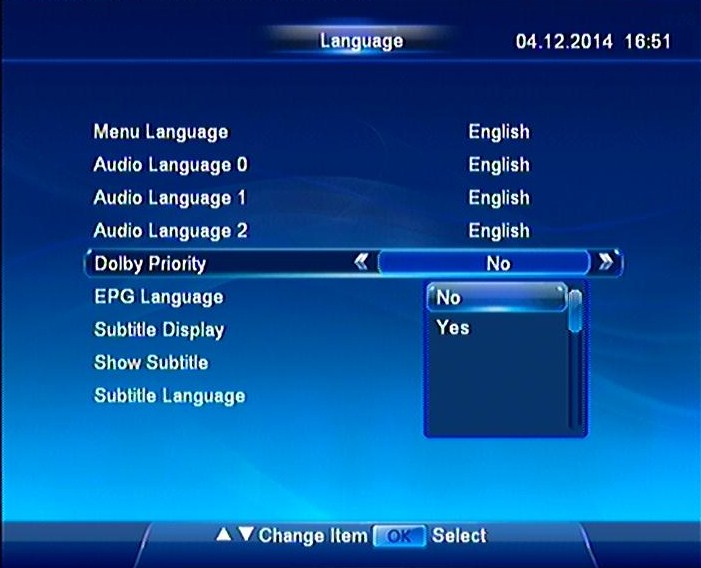 Language 04.12.2014 16:51
Menu Language English
Audio Language 0 English
Audio Language 1 English
Audio Language 2 English
Dolby Priority No
EPG Language No
Subtitle Display Yes
Show Subtitle
Subtitle Language
Change Item OK Select